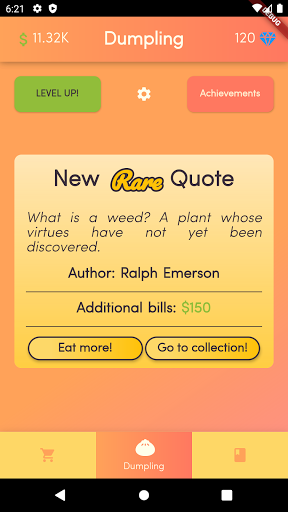 6:21
DEBUG
$ 11.32K
Dumpling
120
LEVEL UP!
Achievements
New Rare Quote
What is a weed? A plant whose
virtues have not yet been
discovered.
Author: Ralph Emerson
Additional bills: $150
Eat more!
Go to collection!
Dumpling